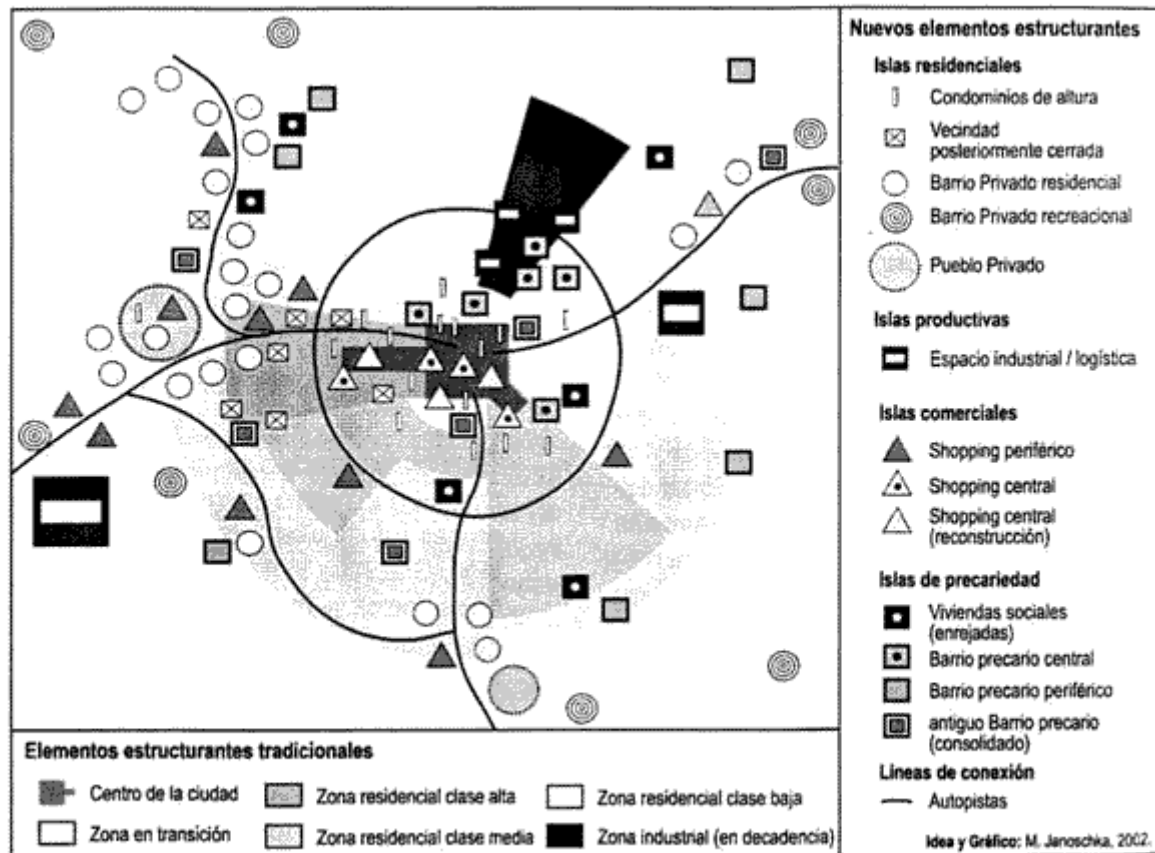 Nuevos elementos estructurantes
Islas residenciales
Condominios de altura
Vecindad
posteriormente cerrada
Barrio Privado residencial
Barrio Privado recreacional
Pueblo Privado
Islas productivas
Espacio industrial / logística
Islas comerciales
Shopping periférico
Shopping central
Shopping central
(reconstrucción)
Islas de precariedad
Viviendas sociales
(enrejadas)
Barrio precario central
Barrio precario periférico
antiguo Barrio precario
(consolidado)
Líneas de conexión
Autopistas
Idea y Gráfico: M. Janoschka, 2002.
Elementos estructurantes tradicionales
Centro de la ciudad
Zona residencial clase alta
Zona residencial clase baja
Zona en transición
Zona residencial clase media
Zona industrial (en decadencia)